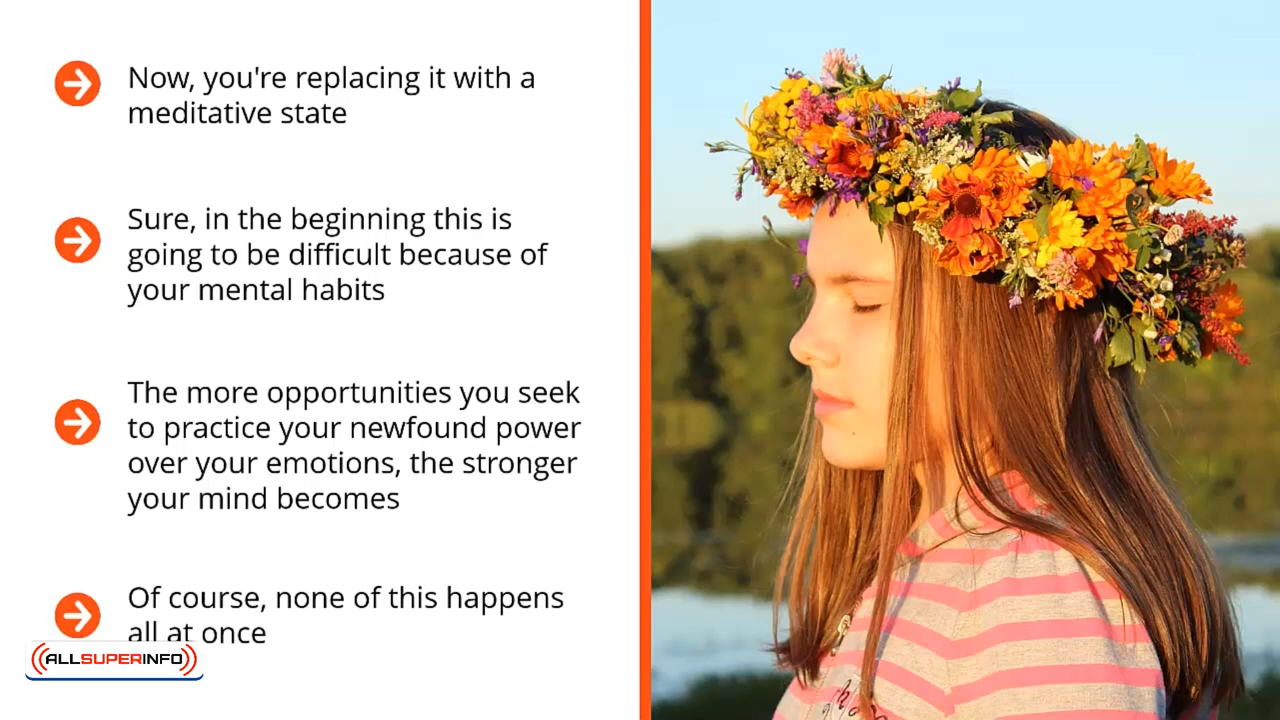 Now, you're replacing it with a
meditative state
Sure, in the beginning this is
going to be difficult because of
your mental habits
The more opportunities you seek
to practice your newfound power
over your emotions, the stronger
your mind becomes
Of course, none of this happens
all at once
ALLSUPERINFO